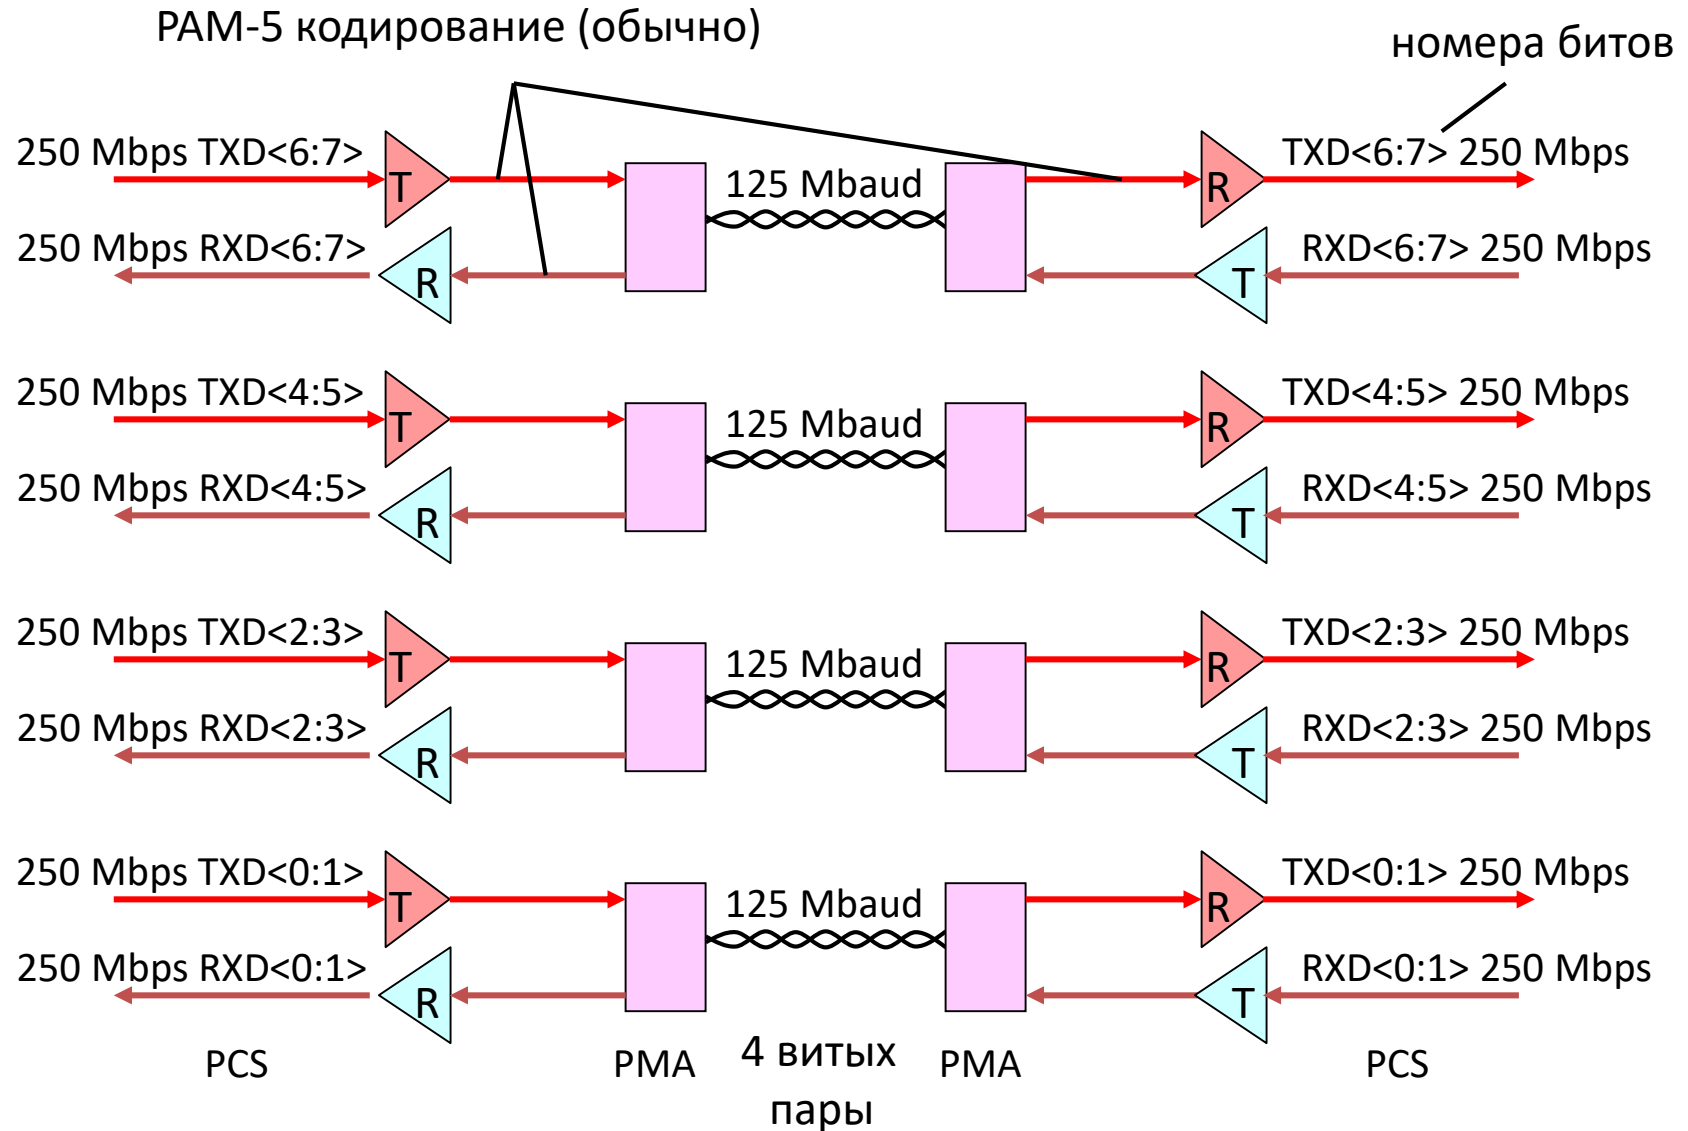 PAM-5 кодирование (обычно)
номера битов
250 Mbps TXD<6:7>
T
125 Mbaud
R
TXD<6:7> 250 Mbps
250 Mbps RXD<6:7>
R
T
RXD<6:7> 250 Mbps
250 Mbps TXD<4:5>
T
125 Mbaud
R
TXD<4:5> 250 Mbps
250 Mbps RXD<4:5>
R
T
RXD<4:5> 250 Mbps
250 Mbps TXD<2:3>
T
125 Mbaud
R
TXD<2:3> 250 Mbps
250 Mbps RXD<2:3>
R
T
RXD<2:3> 250 Mbps
250 Mbps TXD<0:1>
T
125 Mbaud
R
TXD<0:1> 250 Mbps
250 Mbps RXD<0:1>
R
T
RXD<0:1> 250 Mbps
PCS
PMA
4 витых
пары
PMA
PCS